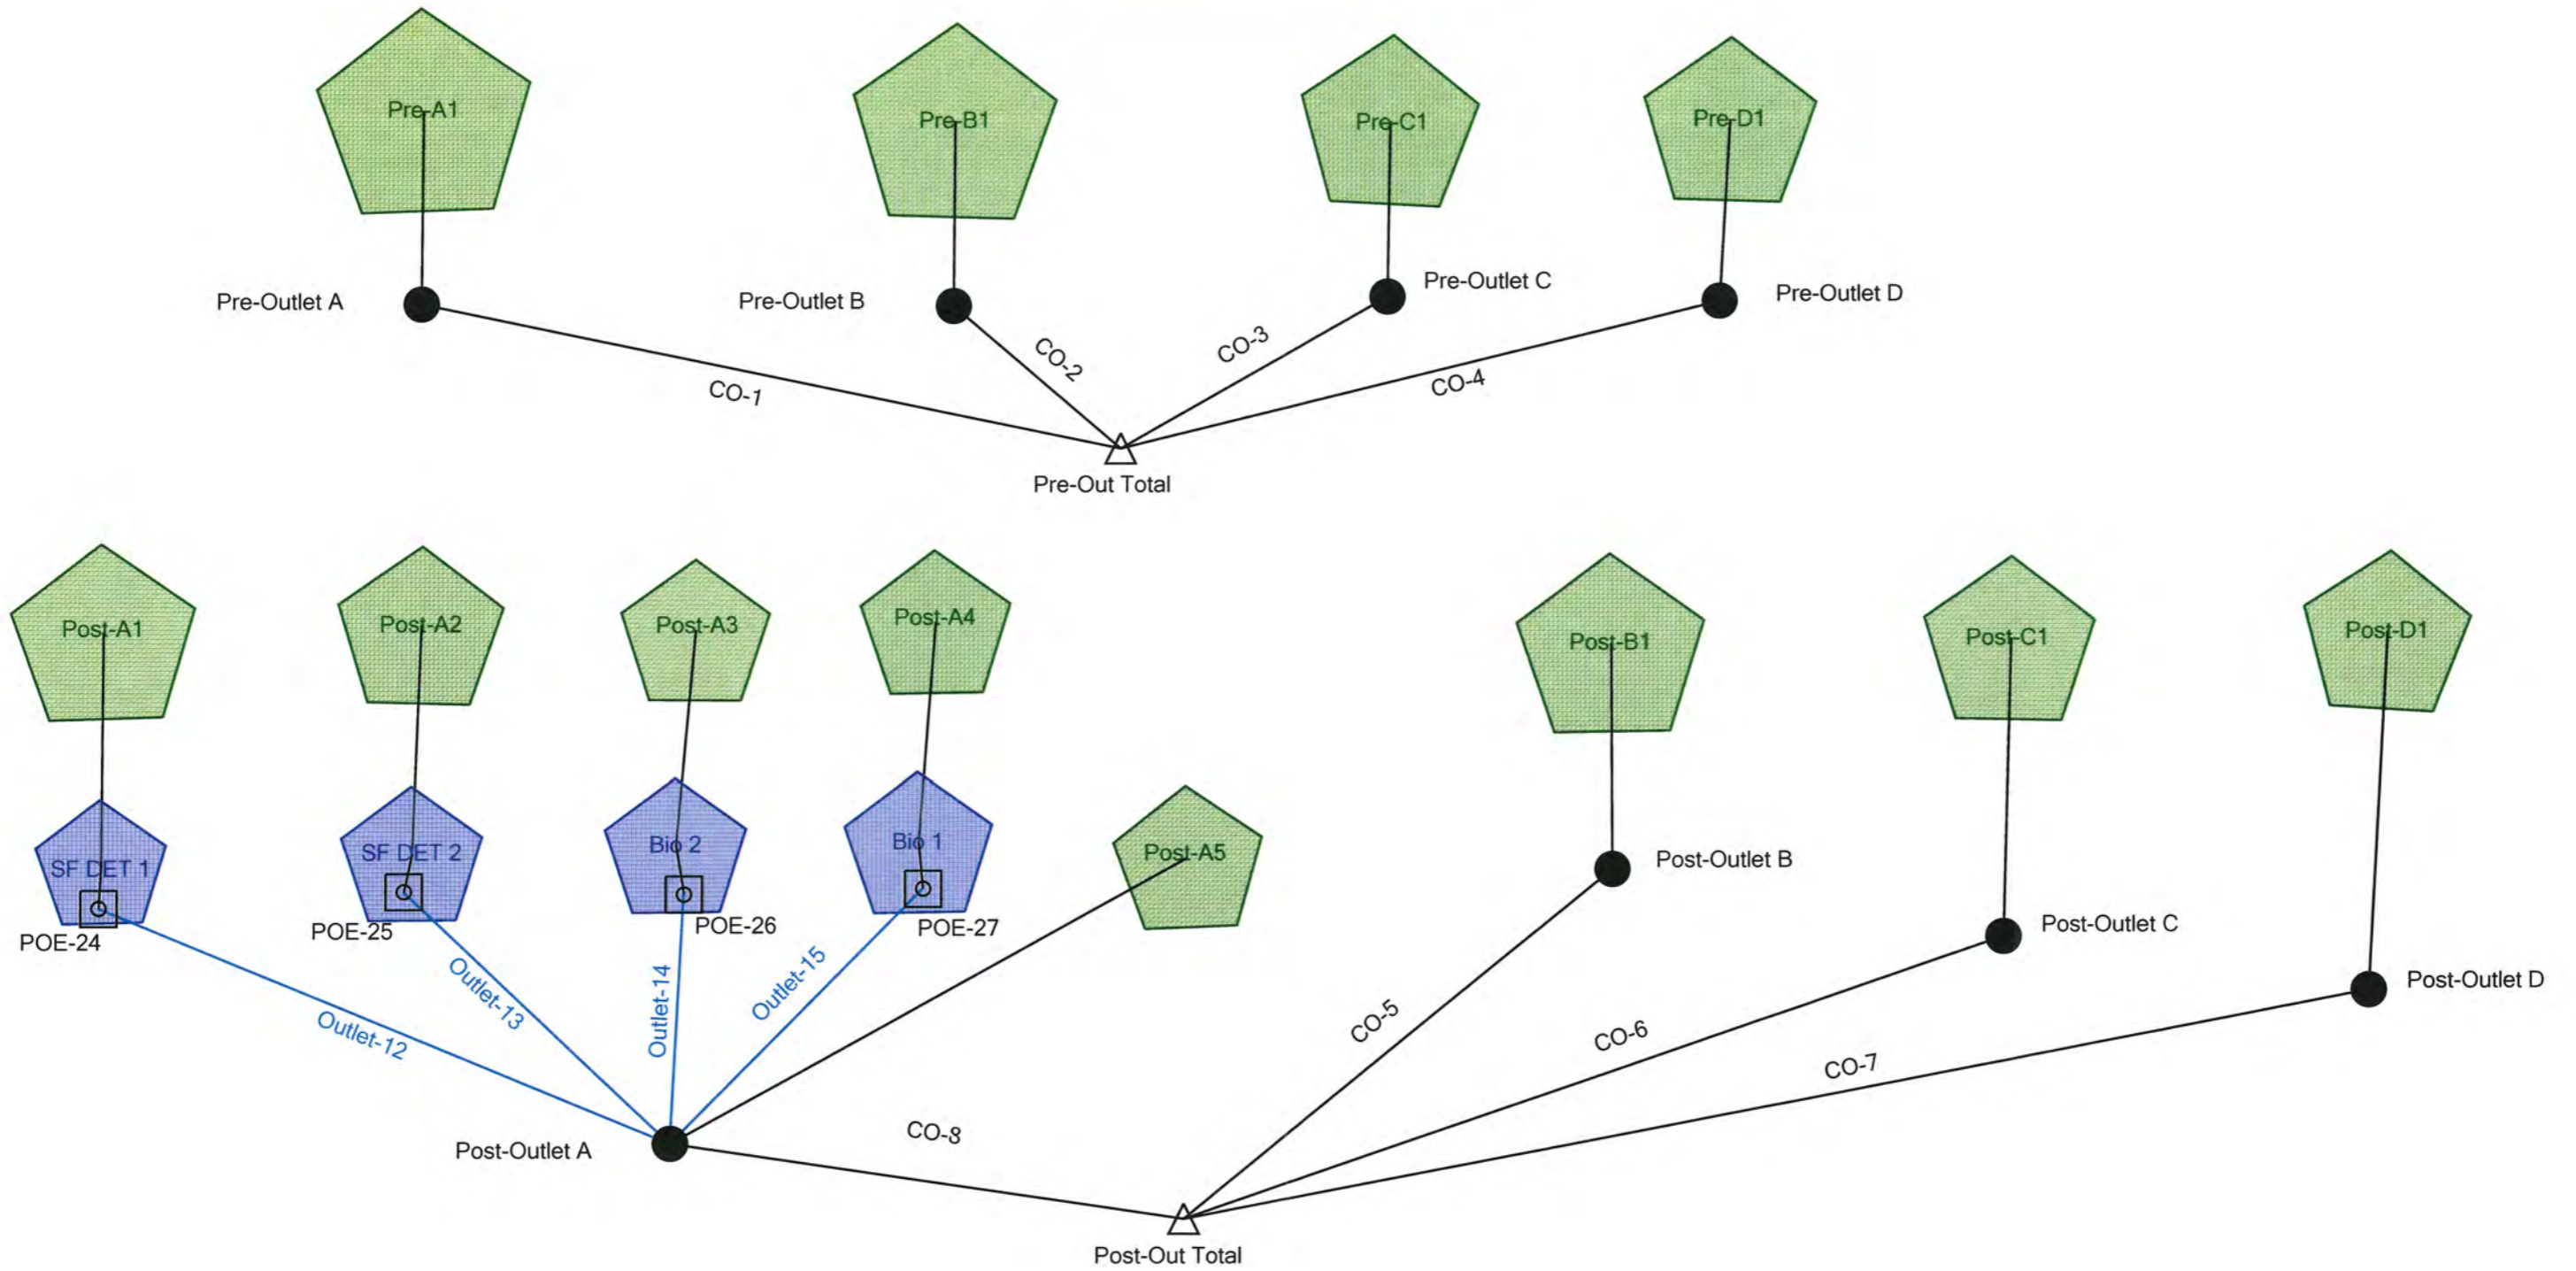 Pre-A1
Pre-B1
Pre-C1
Pre-D1
Pre-Outlet A
Pre-Outlet B
Pre-Outlet C
Pre-Outlet D
CO-1
CO-2
CO-3
CO-4
Pre-Out Total
Post-A1
Post-A2
Post-A3
Post-A4
Post-B1
Post-C1
Post-D1
SF DET 1
SF DET 2
Bio 2
Bio 1
Post-A5
POE-24
POE-25
POE-26
POE-27
Post-Outlet B
Post-Outlet C
Post-Outlet D
Outlet-12
Outlet-13
Outlet-14
Outlet-15
CO-5
CO-6
CO-7
Post-Outlet A
CO-8
Post-Out Total